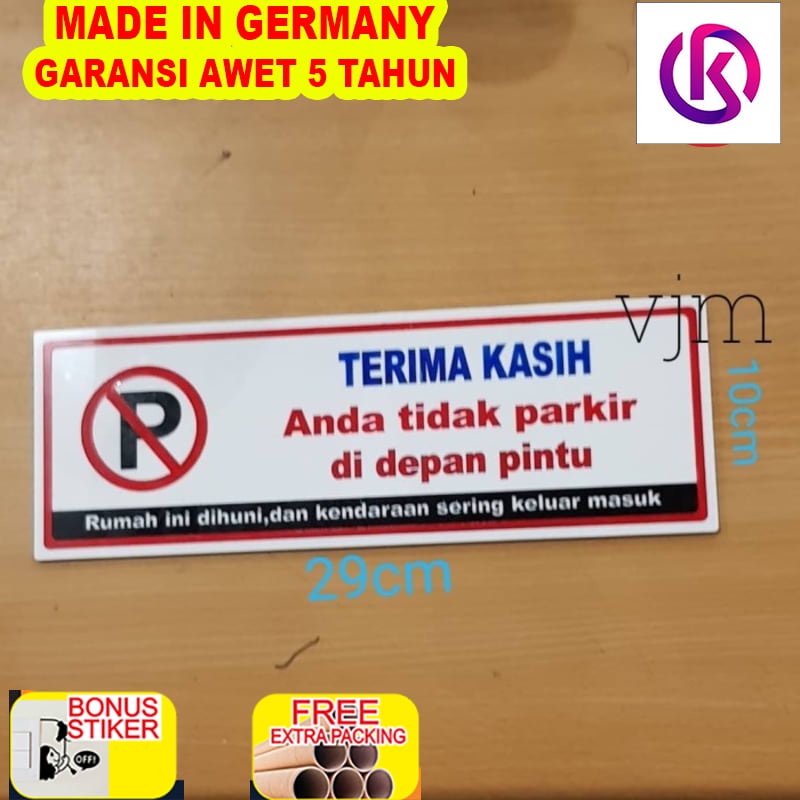 MADE IN GERMANY
GARANSI AWET 5 TAHUN
k
vjm
P
TERIMA KASIH
Anda tidak parkir
di depan pintu
Rumah ini dihuni,dan kendaraan sering keluar masuk
10cm
29cm
BONUS
STIKER
OFF!
FREE
EXTRA PACKING